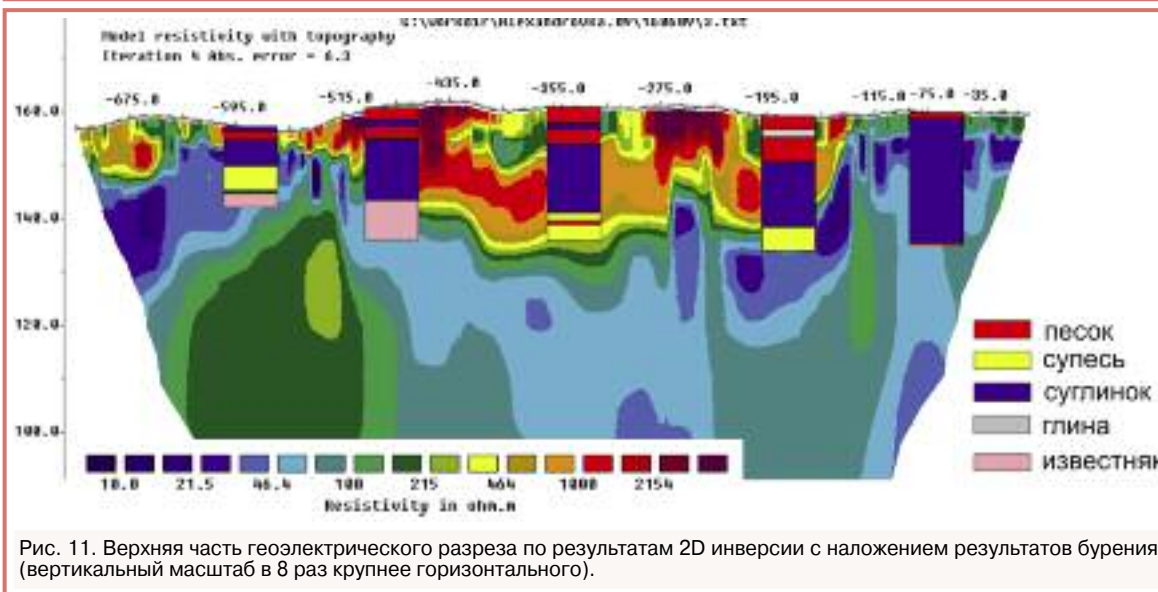 Model resistivity with topography
Iteration 4 Abs. error = 6.3
-675.0 -595.0 -515.0 -435.0 -355.0 -275.0 -195.0 -115.0 -75.0 -35.0
160.0
140.0
120.0
100.0
песок
супесь
суглинок
глина
известняк
10.0 21.5 46.4 100 215 464 1000 2154
Resistivity in ohm.m
Рис. 11. Верхняя часть геоэлектрического разреза по результатам 2D инверсии с наложением результатов бурения
(вертикальный масштаб в 8 раз крупнее горизонтального).